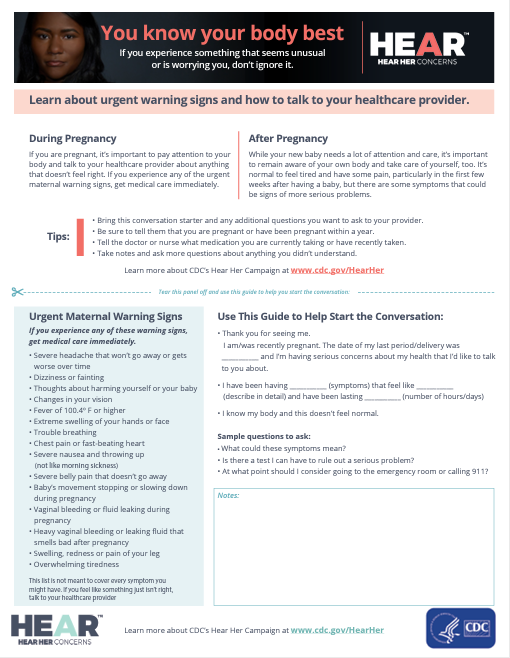 You know your body best
If you experience something that seems unusual
or is worrying you, don't ignore it.
HEAR™
HEAR HER CONCERNS
Learn about urgent warning signs and how to talk to your healthcare provider.
During Pregnancy
If you are pregnant, it's important to pay attention to your
body and talk to your healthcare provider about anything
that doesn't feel right. If you experience any of the urgent
maternal warning signs, get medical care immediately.
After Pregnancy
While your new baby needs a lot of attention and care, it's important
to remain aware of your own body and take care of yourself, too. It's
normal to feel tired and have some pain, particularly in the first few
weeks after having a baby, but there are some symptoms that could
be signs of more serious problems.
Tips:
• Bring this conversation starter and any additional questions you want to ask to your provider.
• Be sure to tell them that you are pregnant or have been pregnant within a year.
• Tell the doctor or nurse what medication you are currently taking or have recently taken.
• Take notes and ask more questions about anything you didn't understand.
Learn more about CDC's Hear Her Campaign at www.cdc.gov/HearHer
Tear this panel off and use this guide to help you start the conversation.
Urgent Maternal Warning Signs
If you experience any of these warning signs,
get medical care immediately.
• Severe headache that won't go away or gets
worse over time
• Dizziness or fainting
• Thoughts about harming yourself or your baby
• Changes in your vision
• Fever of 100.4° F or higher
• Extreme swelling of your hands or face
• Trouble breathing
• Chest pain or fast-beating heart
• Severe nausea and throwing up
(not like morning sickness)
• Severe belly pain that doesn't go away
• Baby's movement stopping or slowing down
during pregnancy
• Vaginal bleeding or fluid leaking during
pregnancy
• Heavy vaginal bleeding or leaking fluid that
smells bad after pregnancy
• Swelling, redness or pain of your leg
• Overwhelming tiredness
This list is not meant to cover every symptom you
might have. If you feel like something just isn't right,
talk to your healthcare provider
Use This Guide to Help Start the Conversation:
• Thank you for seeing me.
I am/was recently pregnant. The date of my last period/delivery was
__________ and I'm having serious concerns about my health that I'd like to talk
to you about.
• I have been having __________ (symptoms) that feel like __________
(describe in detail) and have been lasting __________ (number of hours/days)
• I know my body and this doesn't feel normal.
Sample questions to ask:
• What could these symptoms mean?
• Is there a test I can have to rule out a serious problem?
• At what point should I consider going to the emergency room or calling 911?
Notes:
HEAR™
HEAR HER CONCERNS
Learn more about CDC's Hear Her Campaign at www.cdc.gov/HearHer
CDC